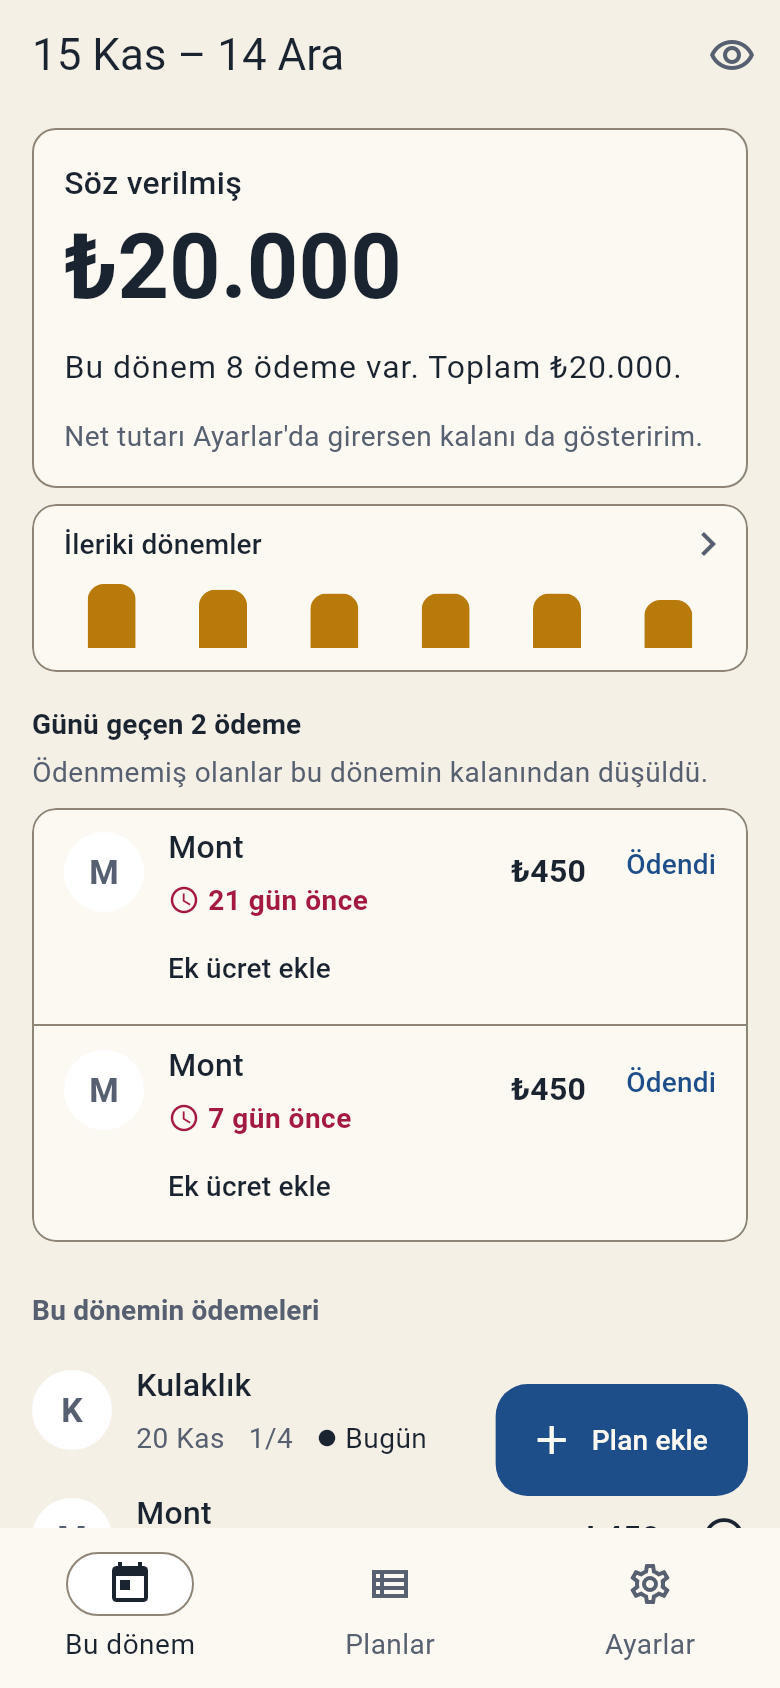 15 Kas – 14 Ara
Söz verilmiş
₺20.000
Bu dönem 8 ödeme var. Toplam ₺20.000.
Net tutarı Ayarlar'da girersen kalanı da gösteririm.
İleriki dönemler
Günü geçen 2 ödeme
Ödenmemiş olanlar bu dönemin kalanından düşüldü.
M Mont ₺450 Ödendi
21 gün önce
Ek ücret ekle
M Mont ₺450 Ödendi
7 gün önce
Ek ücret ekle
Bu dönemin ödemeleri
K Kulaklık
20 Kas 1/4 Bugün
Plan ekle
Mont
Bu dönem
Planlar
Ayarlar